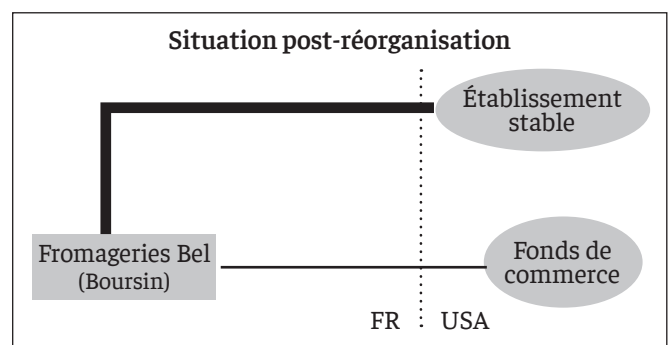 Situation post-réorganisation
Établissement
stable
Fromageries Bel
(Boursin)
Fonds de
commerce
FR
USA